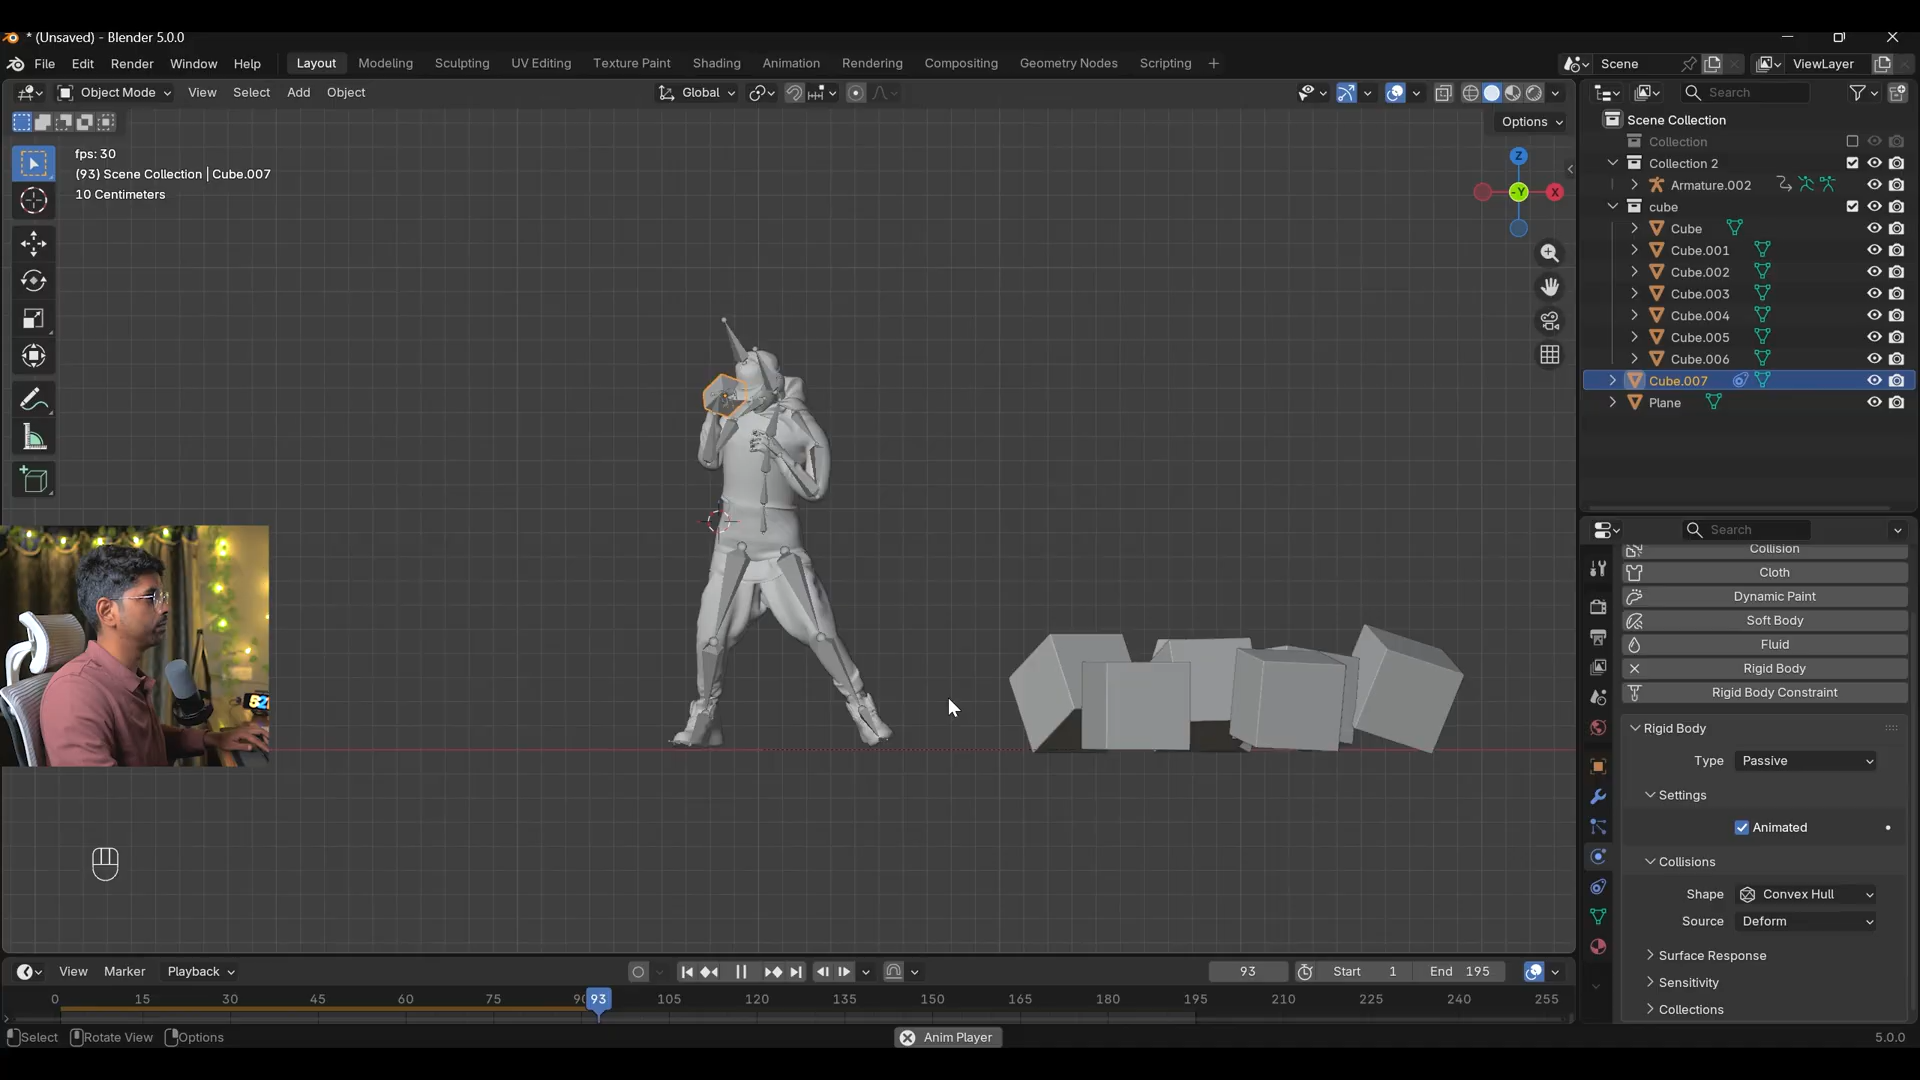 * (Unsaved) - Blender 5.0.0
File Edit Render Window Help Layout Modeling Sculpting UV Editing Texture Paint Shading Animation Rendering Compositing Geometry Nodes Scripting + Scene ViewLayer
Object Mode View Select Add Object Global Search
Options
fps: 30
(93) Scene Collection | Cube.007
10 Centimeters
Z
-Y
X
Scene Collection
Collection
Collection 2
Armature.002
cube
Cube
Cube.001
Cube.002
Cube.003
Cube.004
Cube.005
Cube.006
Cube.007
Plane
Search
Collision
Cloth
Dynamic Paint
Soft Body
Fluid
Rigid Body
Rigid Body Constraint
Rigid Body
Type Passive
Settings
Animated
Collisions
Shape Convex Hull
Source Deform
Surface Response
Sensitivity
Collections
View Marker Playback 93 Start 1 End 195
0 15 30 45 60 75 90 93 105 120 135 150 165 180 195 210 225 240 255
Select Rotate View Options Anim Player 5.0.0